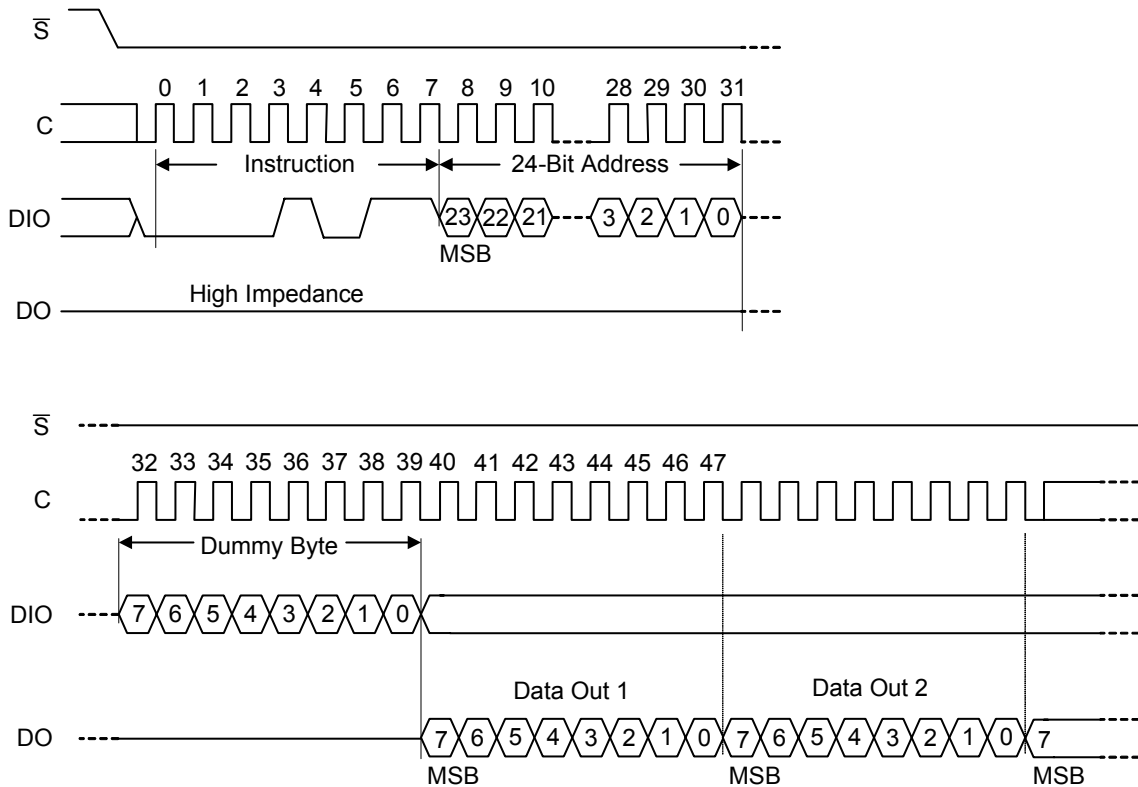 S̅
0 1 2 3 4 5 6 7 8 9 10 28 29 30 31
C
Instruction 24-Bit Address
DIO 23 22 21 3 2 1 0
MSB
High Impedance
DO
S̅
32 33 34 35 36 37 38 39 40 41 42 43 44 45 46 47
C
Dummy Byte
DIO 7 6 5 4 3 2 1 0
Data Out 1 Data Out 2
DO 7 6 5 4 3 2 1 0 7 6 5 4 3 2 1 0 7
MSB MSB MSB